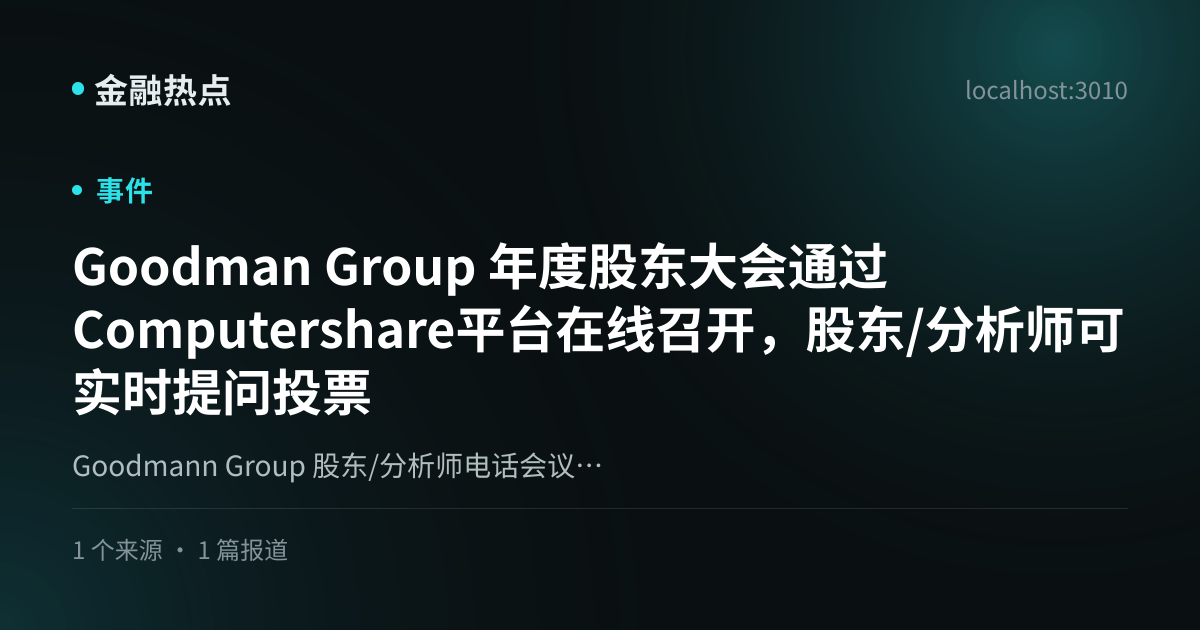 金融热点
localhost:3010
事件
Goodman Group 年度股东大会通过
Computershare平台在线召开，股东/分析师可
实时提问投票
Goodmann Group 股东/分析师电话会议…
1 个来源 · 1 篇报道